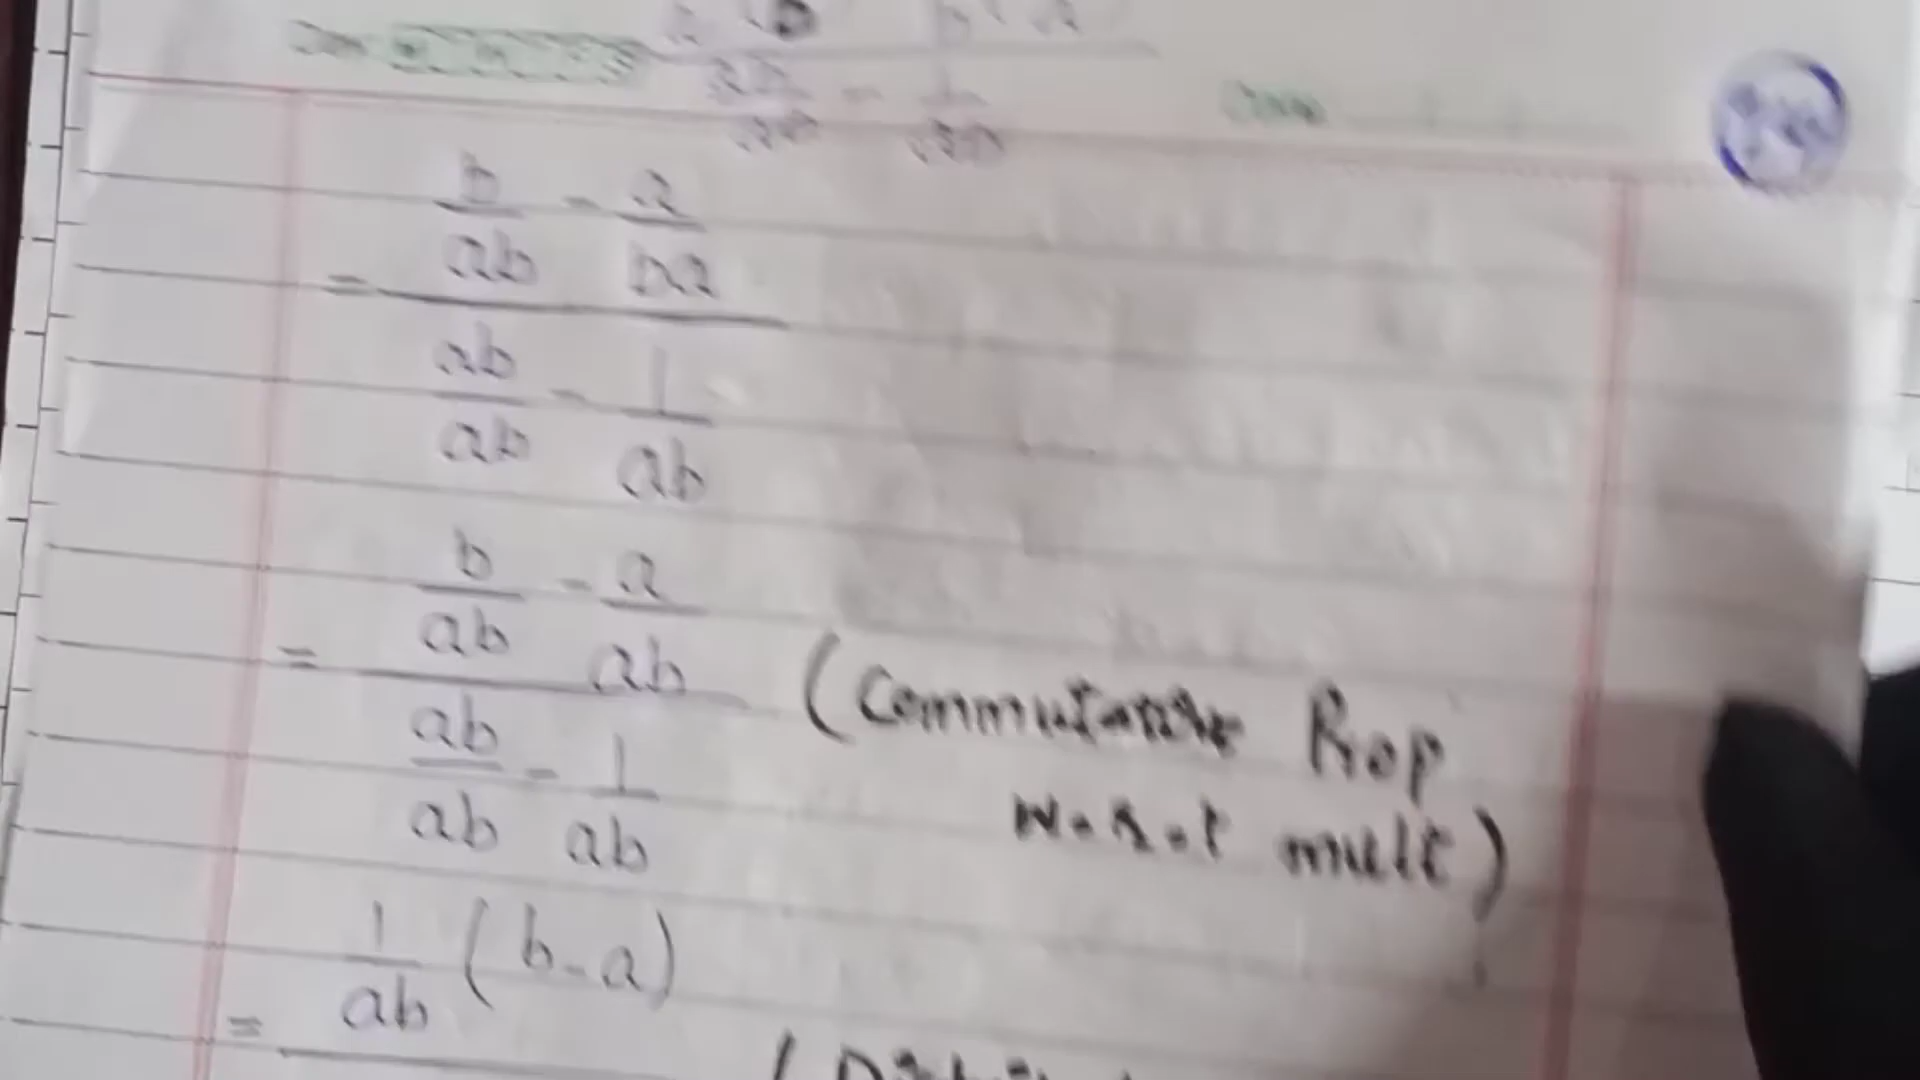 b/ab - a/ba
= ————
ab/ab - 1/ab
b/ab - a/ab
= ———— (Commutative Prop
ab/ab - 1/ab w.r.t mult)
1/ab (b-a)
= ————